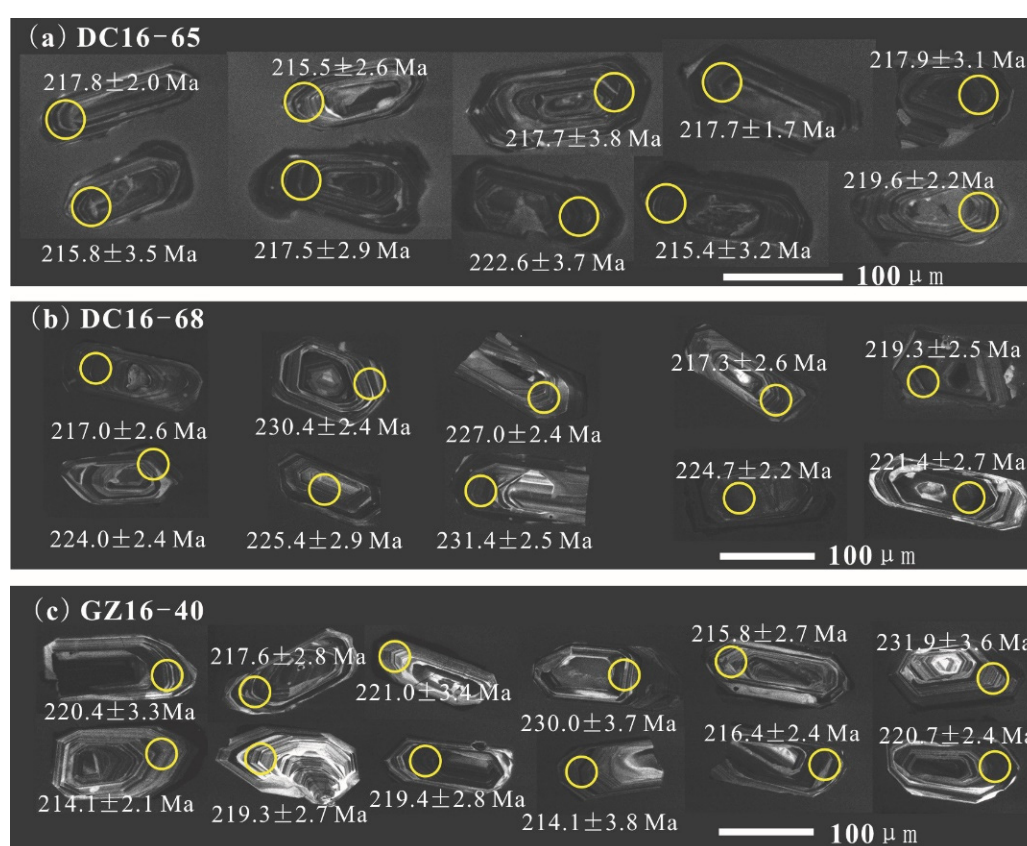 (a) DC16-65
217.8±2.0 Ma
215.5±2.6 Ma
217.7±3.8 Ma
217.7±1.7 Ma
217.9±3.1 Ma
215.8±3.5 Ma
217.5±2.9 Ma
222.6±3.7 Ma
215.4±3.2 Ma
219.6±2.2Ma
100 μm
(b) DC16-68
217.0±2.6 Ma
230.4±2.4 Ma
227.0±2.4 Ma
217.3±2.6 Ma
219.3±2.5 Ma
224.0±2.4 Ma
225.4±2.9 Ma
231.4±2.5 Ma
224.7±2.2 Ma
221.4±2.7 Ma
100 μm
(c) GZ16-40
220.4±3.3Ma
217.6±2.8 Ma
221.0±3.4 Ma
230.0±3.7 Ma
215.8±2.7 Ma
231.9±3.6 Ma
214.1±2.1 Ma
219.3±2.7 Ma
219.4±2.8 Ma
214.1±3.8 Ma
216.4±2.4 Ma
220.7±2.4 Ma
100 μm